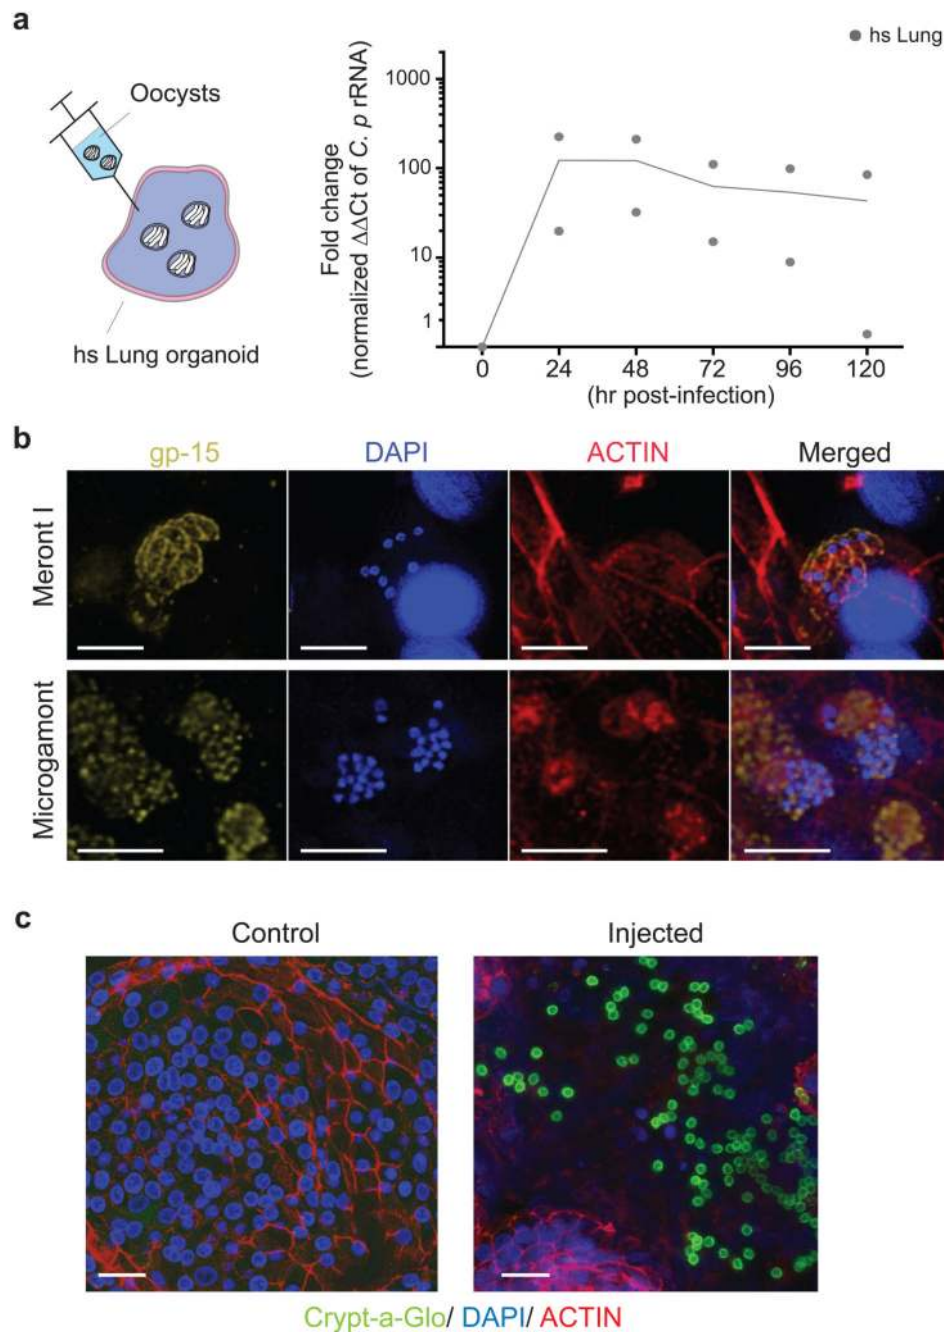 a
Oocysts
hs Lung organoid
hs Lung
Fold change
(normalized ΔΔCt of C. p rRNA)
1000
100
10
1
0 24 48 72 96 120
(hr post-infection)
b
gp-15 DAPI ACTIN Merged
Meront I
Microgamont
c
Control Injected
Crypt-a-Glo/ DAPI/ ACTIN